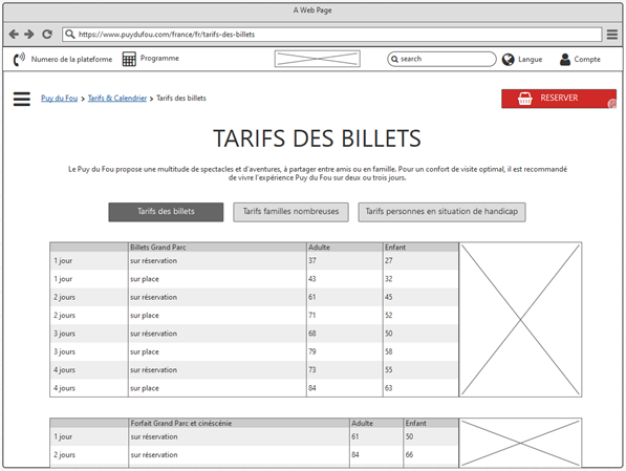 A Web Page
https://www.puydufou.com/france/fr/tarifs-des-billets
Numero de la plateforme Programme search Langue Compte
Puy du Fou > Tarifs & Calendrier > Tarifs des billets RESERVER
TARIFS DES BILLETS
Le Puy du Fou propose une multitude de spectacles et d'aventures, à partager entre amis ou en famille. Pour un confort de visite optimal, il est recommandé
de vivre l'expérience Puy du Fou sur deux ou trois jours.
Tarifs des billets Tarifs familles nombreuses Tarifs personnes en situation de handicap
Billets Grand Parc Adulte Enfant
1 jour sur réservation 37 27
1 jour sur place 43 32
2 jours sur réservation 61 45
2 jours sur place 71 52
3 jours sur réservation 68 50
3 jours sur place 79 58
4 jours sur réservation 73 55
4 jours sur place 84 63
Forfait Grand Parc et cinéscénie Adulte Enfant
1 jour sur réservation 61 50
2 jours sur réservation 84 66